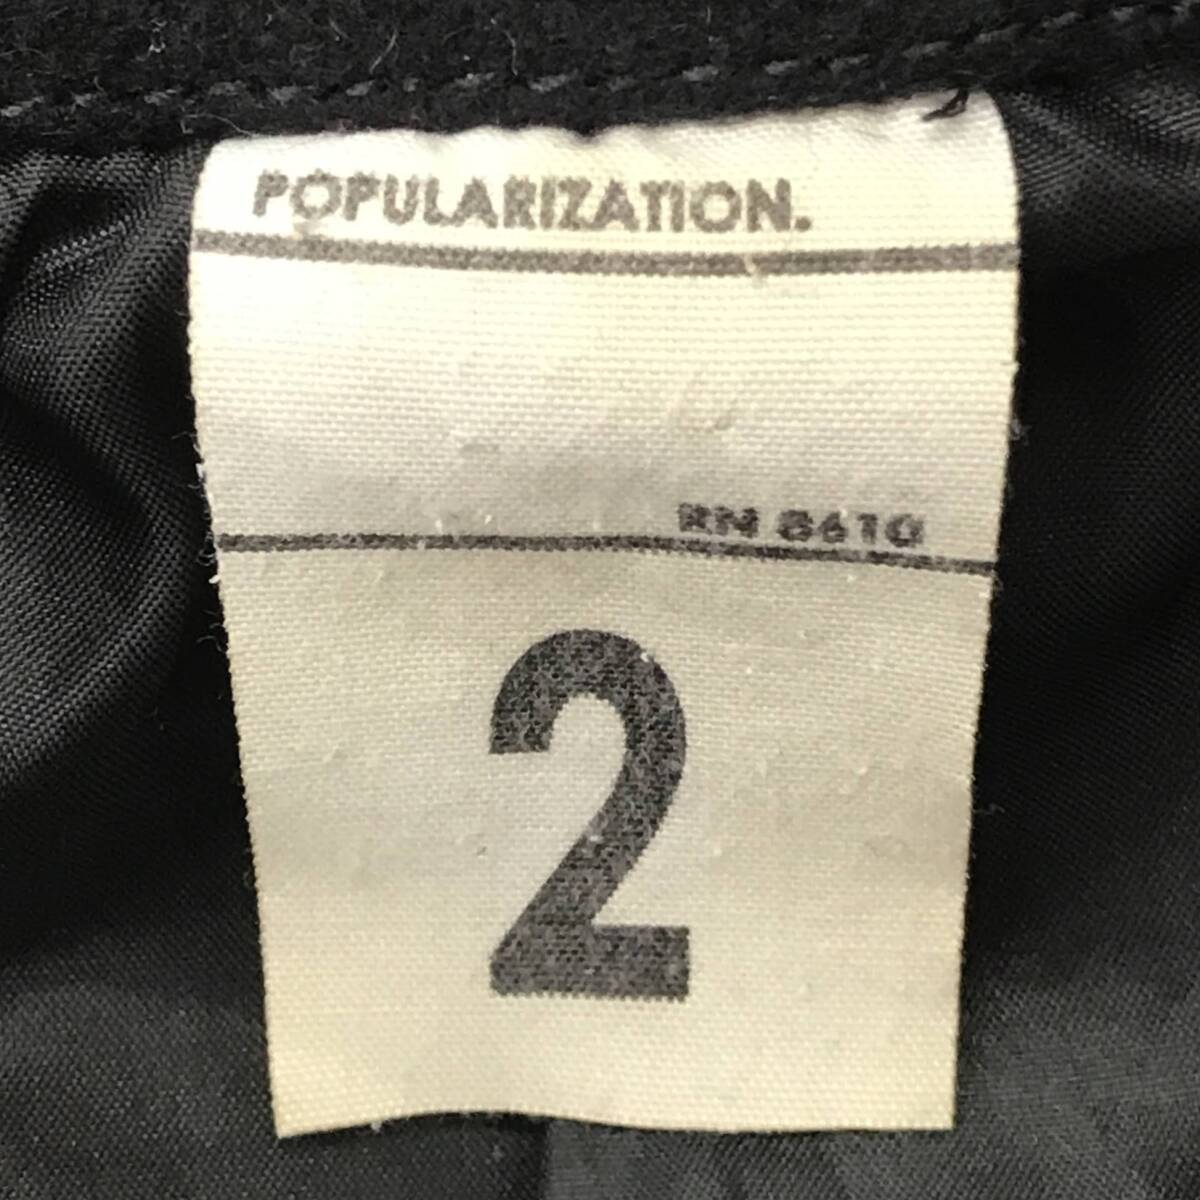 POPULARIZATION.
RN 8610
2